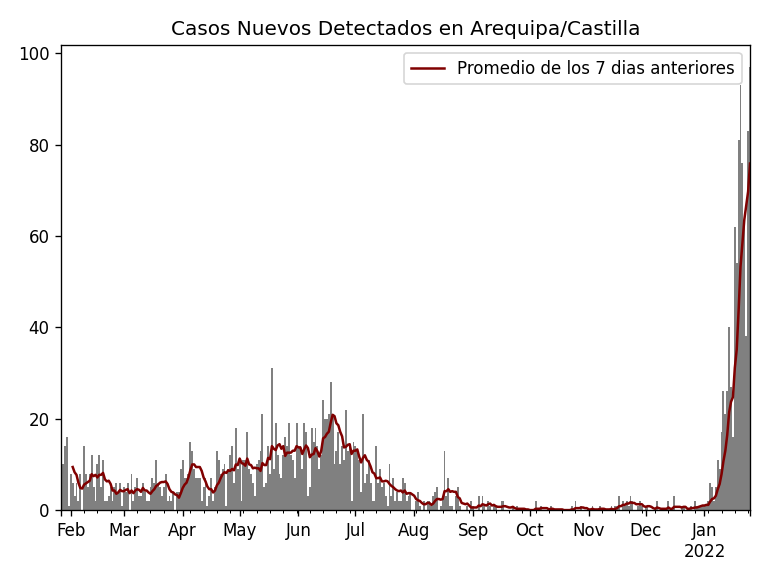 Casos Nuevos Detectados en Arequipa/Castilla
Promedio de los 7 dias anteriores
100
80
60
40
20
0
Feb Mar Apr May Jun Jul Aug Sep Oct Nov Dec Jan
2022